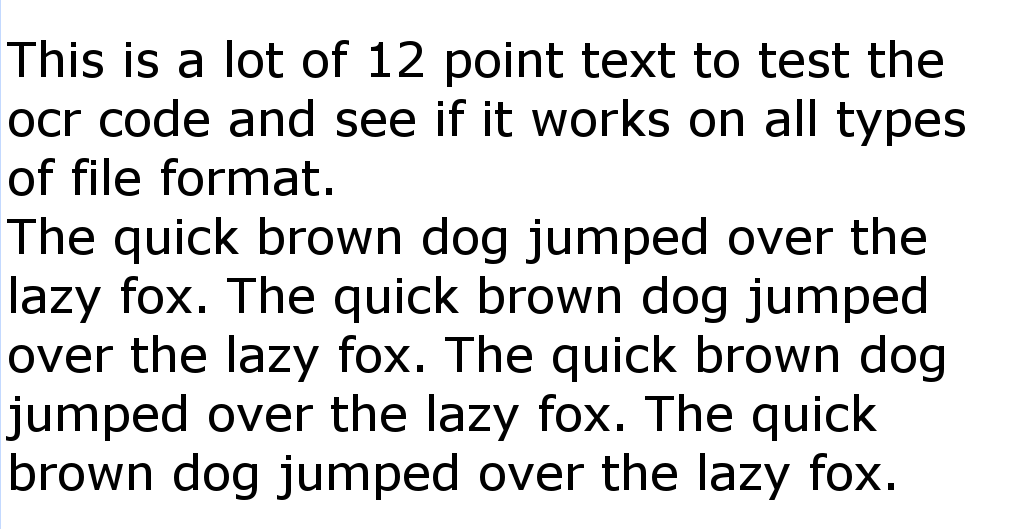 This is a lot of 12 point text to test the
ocr code and see if it works on all types
of file format.
The quick brown dog jumped over the
lazy fox. The quick brown dog jumped
over the lazy fox. The quick brown dog
jumped over the lazy fox. The quick
brown dog jumped over the lazy fox.